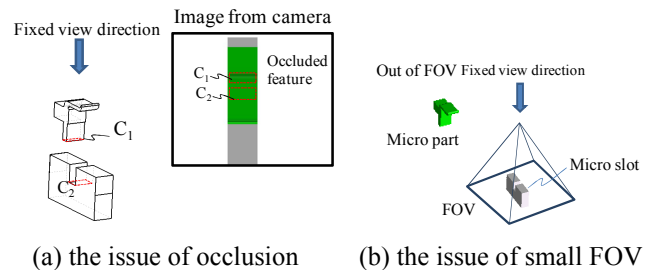 Fixed view direction
C1
C2
Image from camera
C1
C2
Occluded
feature
(a) the issue of occlusion
Out of FOV Fixed view direction
Micro part
Micro slot
FOV
(b) the issue of small FOV